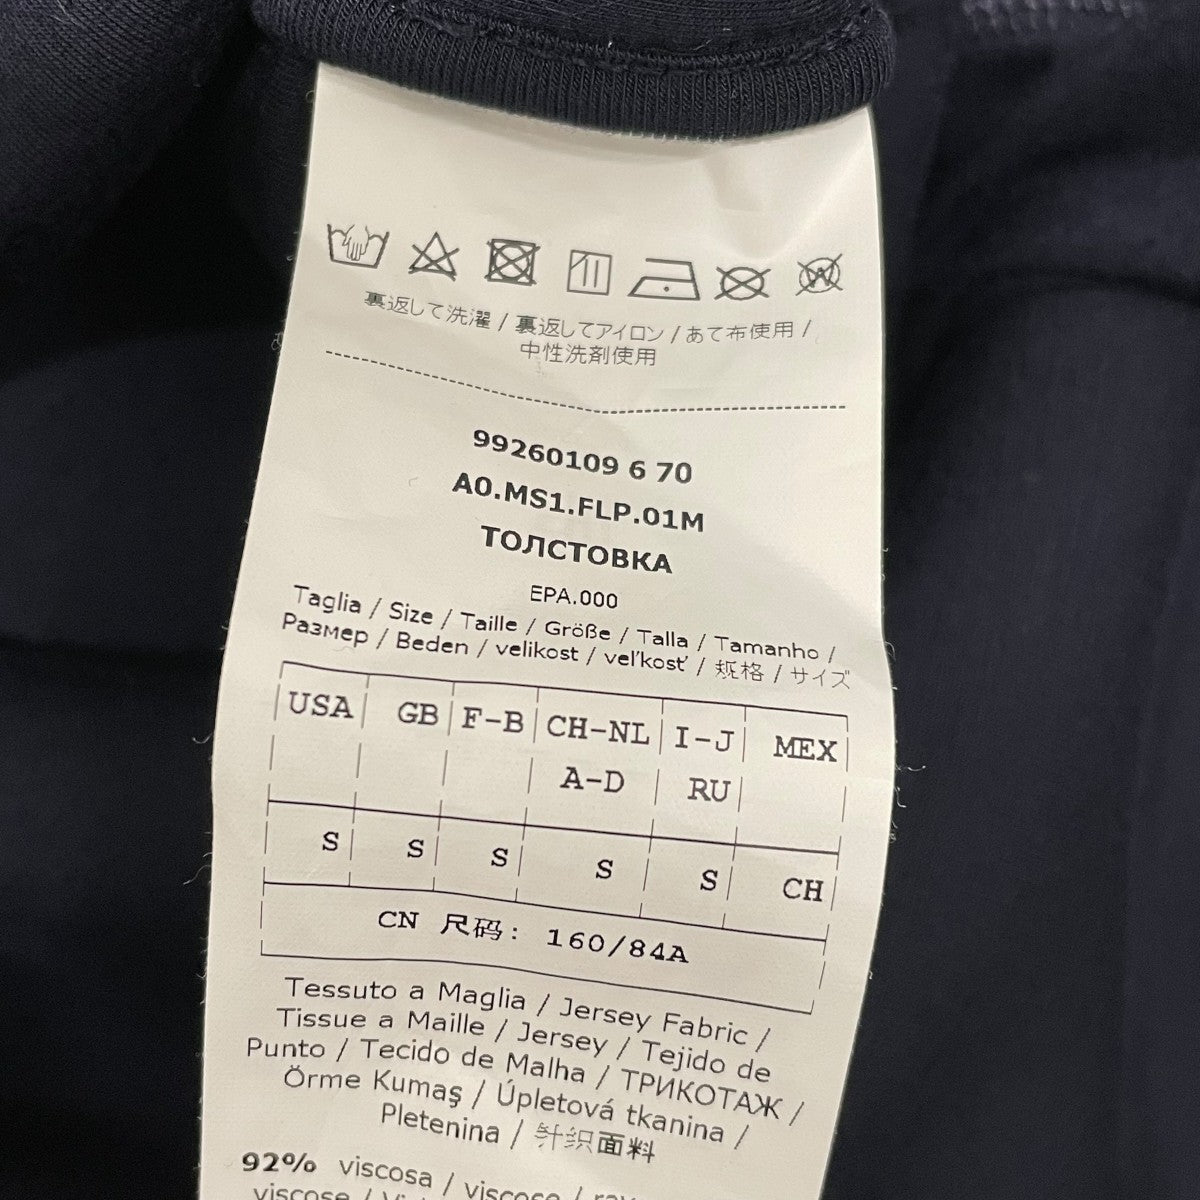 裏返して洗濯 / 裏返してアイロン / あて布使用 /
中性洗剤使用
99260109 6 70
A0.MS1.FLP.01M
ТОЛСТОВКА
EPA.000
Taglia / Size / Taille / Größe / Talla / Tamanho /
Размер / Beden / velikost / veľkosť / 规格 / サイズ
USA GB F-B CH-NL I-J MEX
A-D RU
S S S S S CH
CN 尺码: 160/84A
Tessuto a Maglia / Jersey Fabric /
Tissue a Maille / Jersey / Tejido de
Punto / Tecido de Malha / ТРИКОТАЖ /
Örme Kumaş / Úpletová tkanina /
Pletenina / 针织面料
92% viscosa / viscose /
viscose /